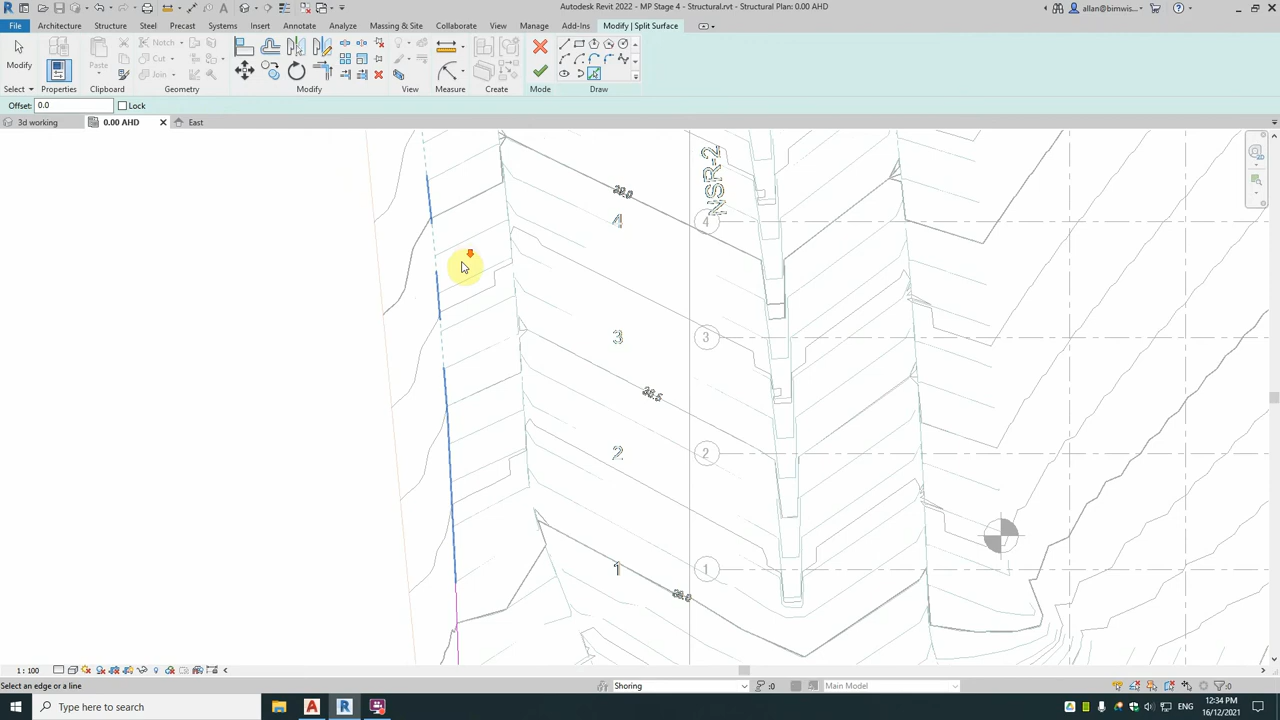 Autodesk Revit 2022 - MP Stage 4 - Structural.rvt - Structural Plan: 0.00 AHD
allan@bimwis...
File Architecture Structure Steel Precast Systems Insert Annotate Analyze Massing & Site Collaborate View Manage Add-Ins Modify | Split Surface
Modify Paste Notch Cut Join
Select Properties Clipboard Geometry Modify View Measure Create Mode Draw
Offset: 0.0 Lock
3d working 0.00 AHD East
NSR-2
4
4
3
3
2
2
1
1
1 : 100
Select an edge or a line
Shoring
:0
Main Model
:0
Type here to search
ENG
12:34 PM
16/12/2021